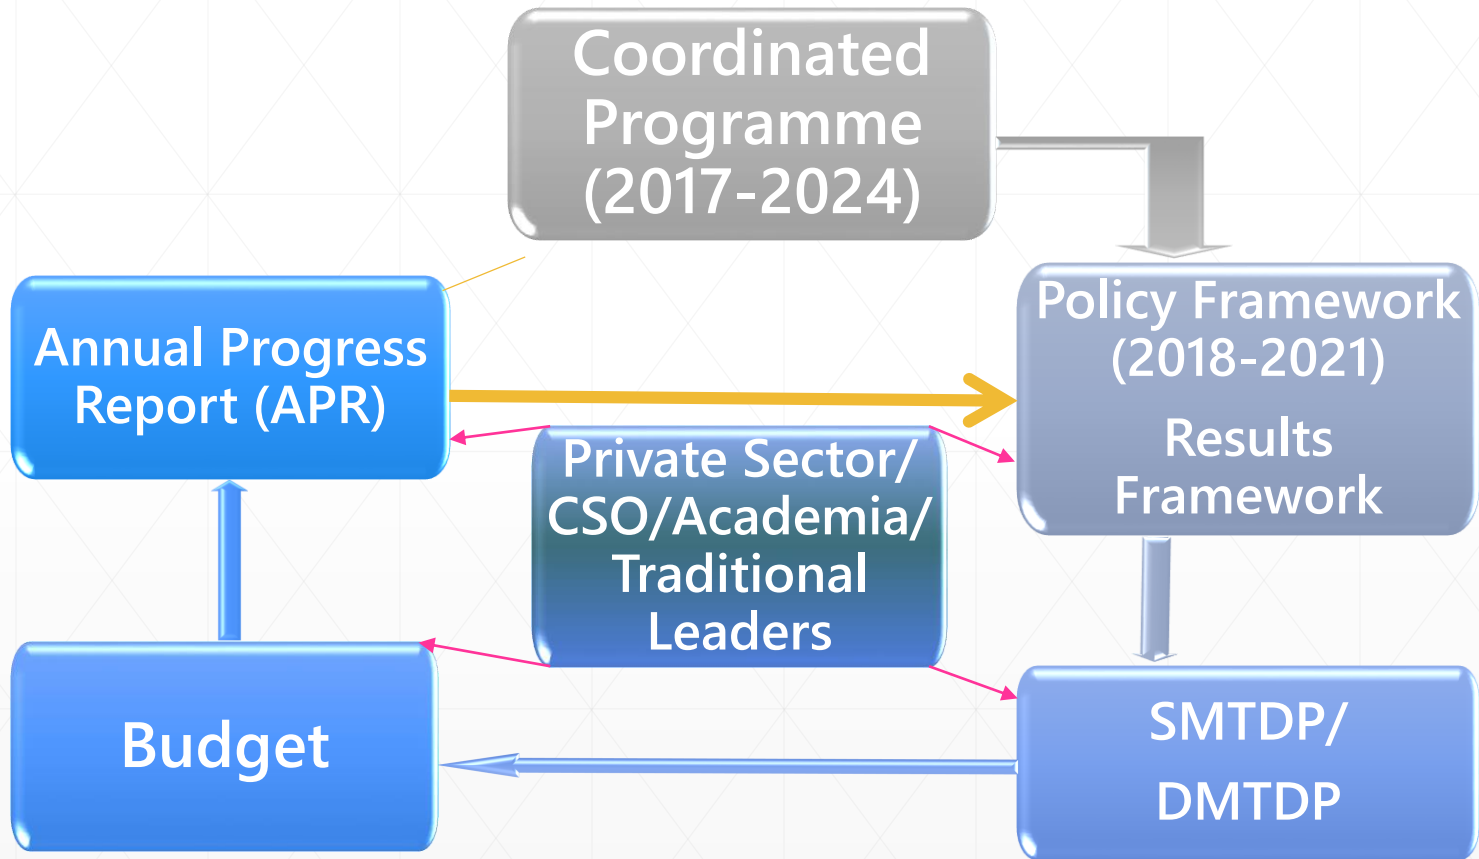 Coordinated
Programme
(2017-2024)
Annual Progress
Report (APR)
Policy Framework
(2018-2021)
Results
Framework
Private Sector/
CSO/Academia/
Traditional
Leaders
Budget
SMTDP/
DMTDP